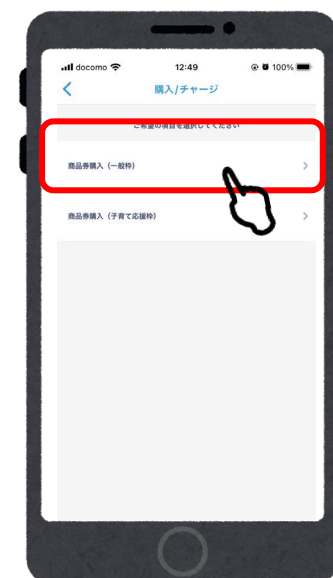 docomo 12:49 100%
購入/チャージ
ご希望の項目を選択してください
商品券購入（一般枠）
商品券購入（子育て応援枠）